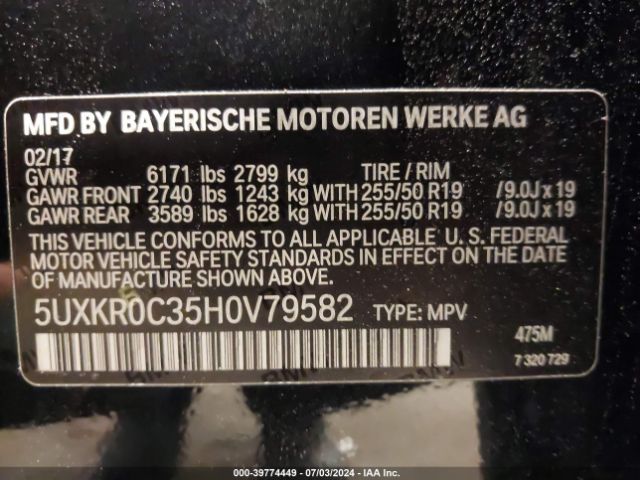 MFD BY BAYERISCHE MOTOREN WERKE AG
02/17
GVWR 6171 lbs 2799 kg TIRE / RIM
GAWR FRONT 2740 lbs 1243 kg WITH 255/50 R19 /9.0J x 19
GAWR REAR 3589 lbs 1628 kg WITH 255/50 R19 /9.0J x 19
THIS VEHICLE CONFORMS TO ALL APPLICABLE U. S. FEDERAL
MOTOR VEHICLE SAFETY STANDARDS IN EFFECT ON THE DATE
OF MANUFACTURE SHOWN ABOVE.
5UXKR0C35H0V79582 TYPE: MPV
475M
7 320 729
000-39774449 - 07/03/2024 - IAA Inc.